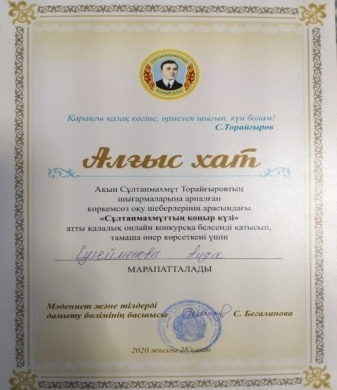 Қараңғы қазақ көгіне, өрмелеп шығып, күн болам!
С.Торайғыров
Алғыс хат
Ақын Сұлтанмахмұт Торайғыровтың
шығармаларына арналған
көркемсөз оқу шеберлерінің арасындағы
«Сұлтанмахмұттың қоңыр күзі»
атты қалалық онлайн конкурсқа белсенді қатысып,
тамаша өнер көрсеткені үшін
Сулейменова Аида
МАРАПАТТАЛАДЫ
Мәдениет және тілдерді
дамыту бөлімінің басшысы С. Бегалинова
2020 жылғы 28